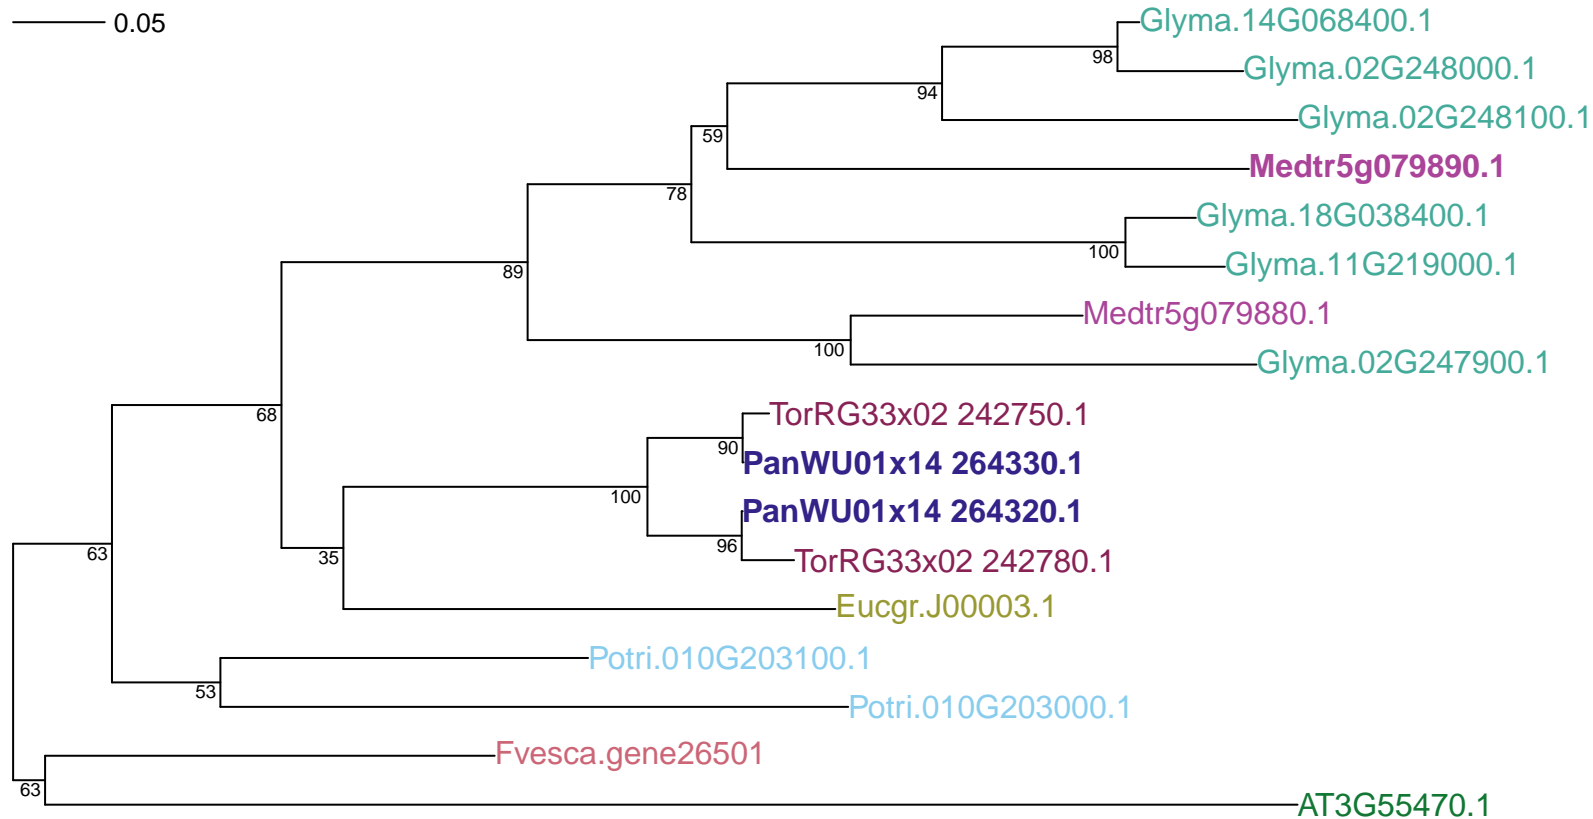 0.05
Glyma.14G068400.1
98
Glyma.02G248000.1
94
Glyma.02G248100.1
59
Medtr5g079890.1
78
Glyma.18G038400.1
100
Glyma.11G219000.1
89
Medtr5g079880.1
100
Glyma.02G247900.1
68
TorRG33x02 242750.1
90
PanWU01x14 264330.1
100
PanWU01x14 264320.1
96
TorRG33x02 242780.1
63
35
Eucgr.J00003.1
Potri.010G203100.1
53
Potri.010G203000.1
Fvesca.gene26501
63
AT3G55470.1